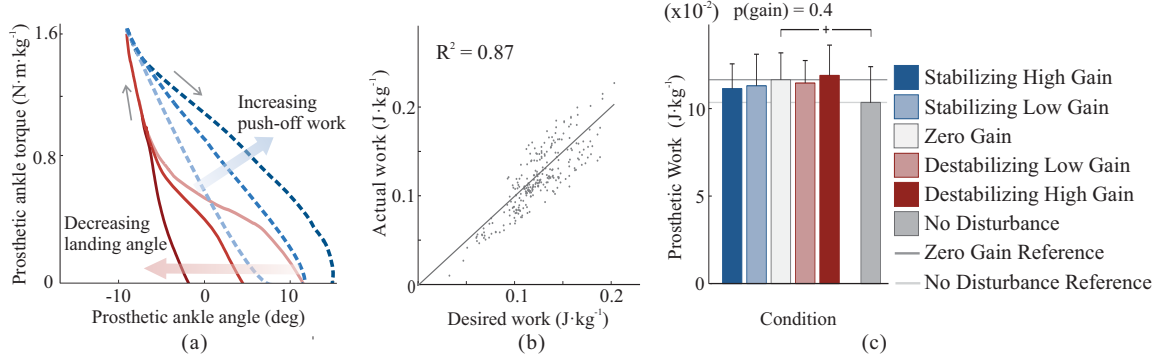 (a)
Prosthetic ankle torque (N·m·kg⁻¹)
1.6
0.8
0
Increasing
push-off work
Decreasing
landing angle
-10
0
10
Prosthetic ankle angle (deg)
(a)
R² = 0.87
Actual work (J·kg⁻¹)
0.2
0.1
0
0.1
0.2
Desired work (J·kg⁻¹)
(b)
(x10⁻²)
p(gain) = 0.4
+
Prosthetic Work (J·kg⁻¹)
10
0
Condition
(c)
Stabilizing High Gain
Stabilizing Low Gain
Zero Gain
Destabilizing Low Gain
Destabilizing High Gain
No Disturbance
Zero Gain Reference
No Disturbance Reference